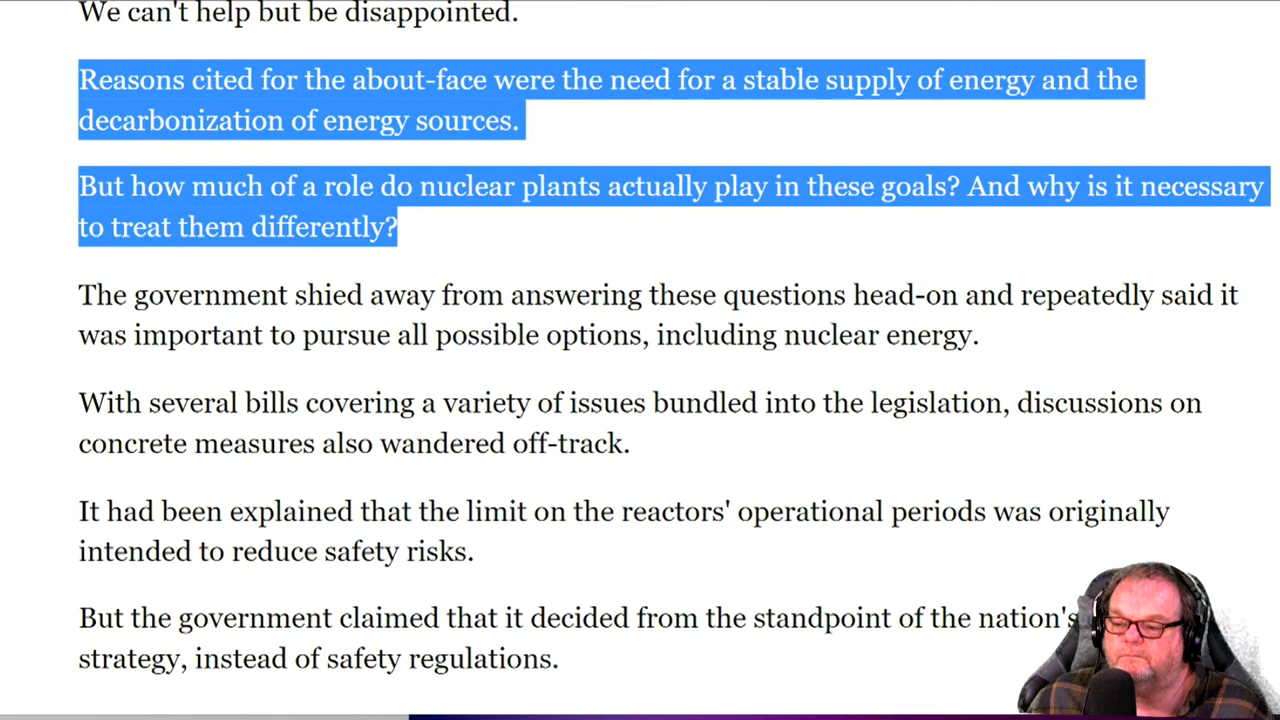 We can't help but be disappointed.
Reasons cited for the about-face were the need for a stable supply of energy and the
decarbonization of energy sources.
But how much of a role do nuclear plants actually play in these goals? And why is it necessary
to treat them differently?
The government shied away from answering these questions head-on and repeatedly said it
was important to pursue all possible options, including nuclear energy.
With several bills covering a variety of issues bundled into the legislation, discussions on
concrete measures also wandered off-track.
It had been explained that the limit on the reactors' operational periods was originally
intended to reduce safety risks.
But the government claimed that it decided from the standpoint of the nation's
strategy, instead of safety regulations.